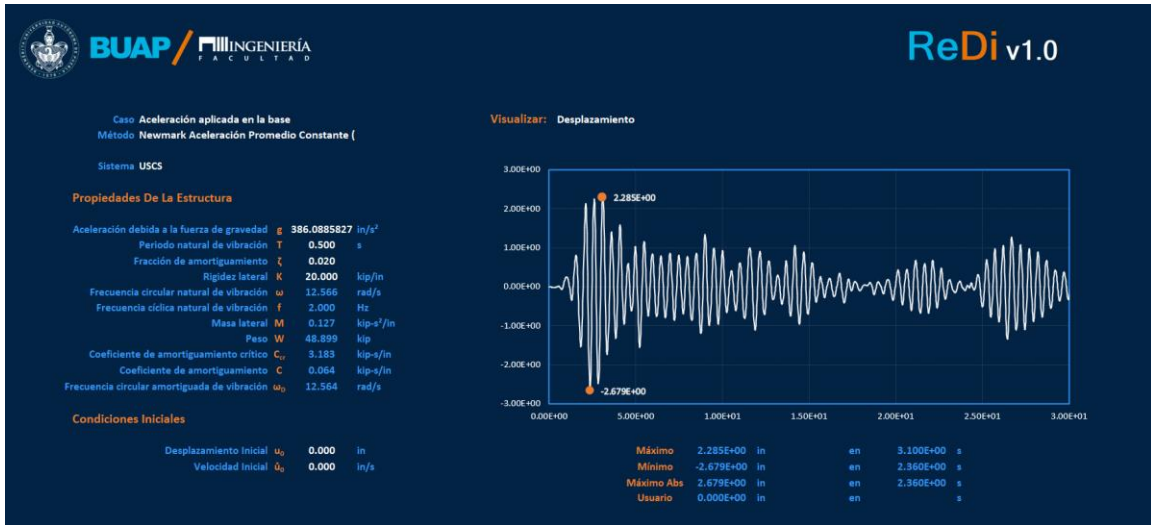 BUAP / INGENIERÍA
FACULTAD
ReDi v1.0
Caso Aceleración aplicada en la base
Método Newmark Aceleración Promedio Constante (
Sistema USCS
Propiedades De La Estructura
Aceleración debida a la fuerza de gravedad g 386.0885827 in/s²
Periodo natural de vibración T 0.500 s
Fracción de amortiguamiento ζ 0.020
Rigidez lateral K 20.000 kip/in
Frecuencia circular natural de vibración ω 12.566 rad/s
Frecuencia cíclica natural de vibración f 2.000 Hz
Masa lateral M 0.127 kip-s²/in
Peso W 48.899 kip
Coeficiente de amortiguamiento crítico Ccr 3.183 kip-s/in
Coeficiente de amortiguamiento C 0.064 kip-s/in
Frecuencia circular amortiguada de vibración ωD 12.564 rad/s
Condiciones Iniciales
Desplazamiento Inicial u₀ 0.000 in
Velocidad Inicial û₀ 0.000 in/s
Visualizar: Desplazamiento
3.00E+00
2.285E+00
2.00E+00
1.00E+00
0.00E+00
-1.00E+00
-2.00E+00
-2.679E+00
-3.00E+00
0.00E+00 5.00E+00 1.00E+01 1.50E+01 2.00E+01 2.50E+01 3.00E+01
Máximo 2.285E+00 in en 3.100E+00 s
Mínimo -2.679E+00 in en 2.360E+00 s
Máximo Abs 2.679E+00 in en 2.360E+00 s
Usuario 0.000E+00 in en s